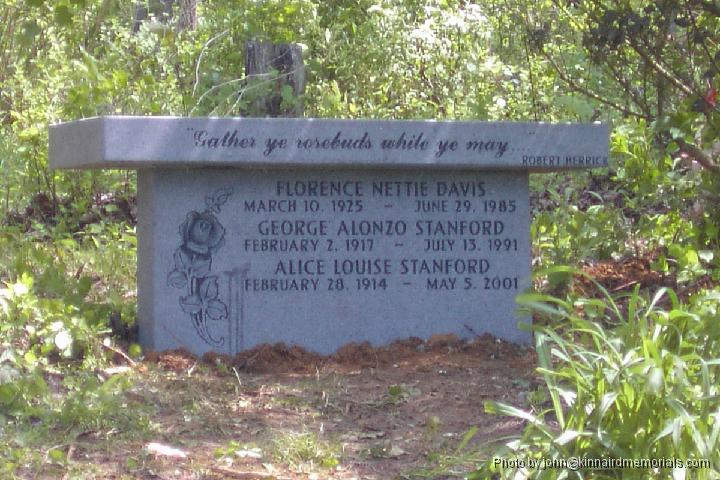 "Gather ye rosebuds while ye may...."
ROBERT HERRICK
FLORENCE NETTIE DAVIS
MARCH 10, 1925 - JUNE 29, 1985
GEORGE ALONZO STANFORD
FEBRUARY 2, 1917 - JULY 13, 1991
ALICE LOUISE STANFORD
FEBRUARY 28, 1914 - MAY 5, 2001
Photo by john@kinnairdmemorials.com